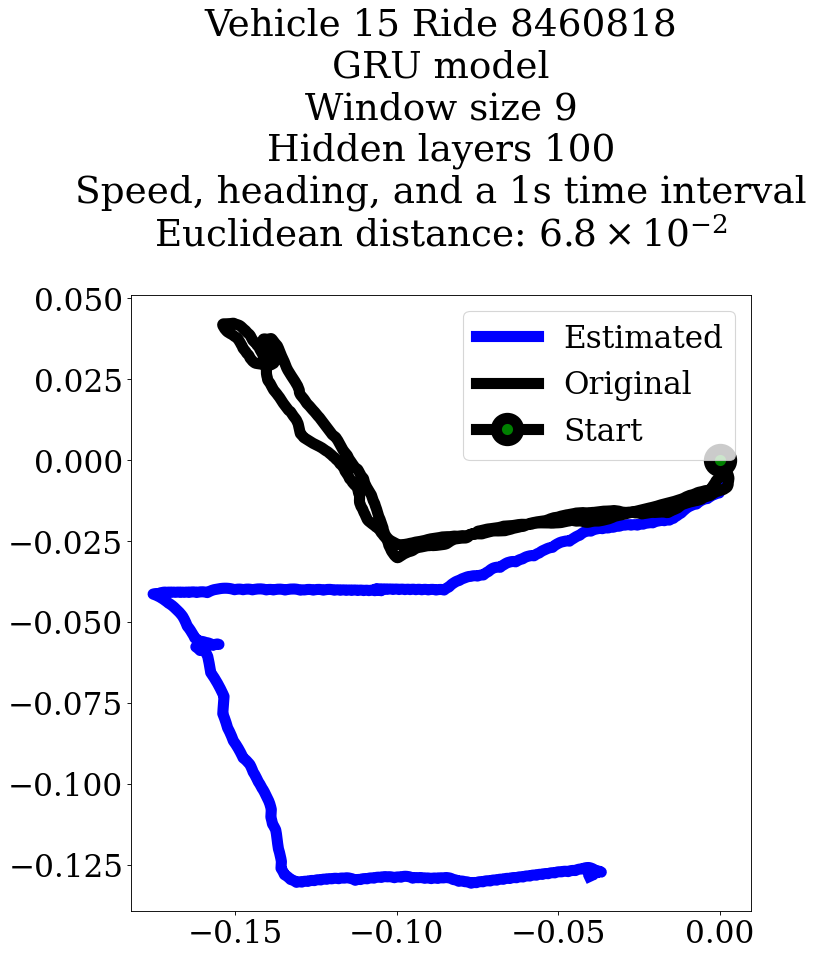 Vehicle 15 Ride 8460818
GRU model
Window size 9
Hidden layers 100
Speed, heading, and a 1s time interval
Euclidean distance: 6.8 × 10⁻²
Estimated
Original
Start
0.050
0.025
0.000
−0.025
−0.050
−0.075
−0.100
−0.125
−0.15 −0.10 −0.05 0.00